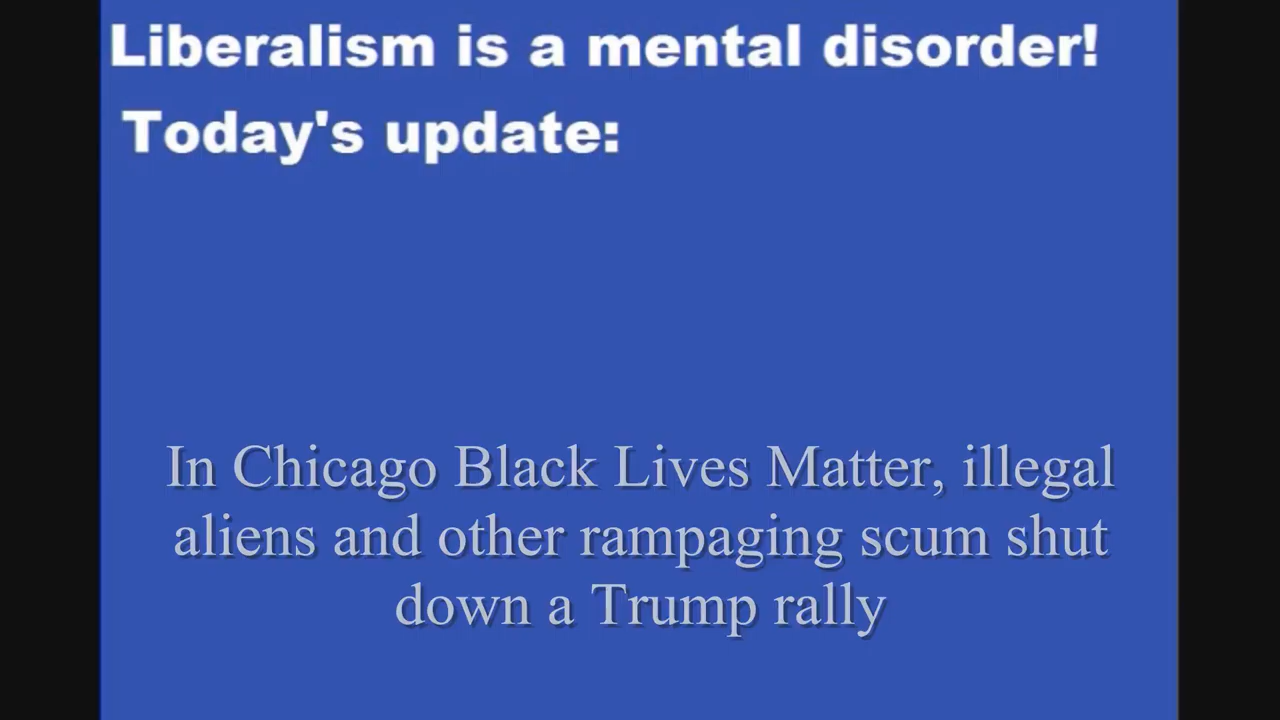 Liberalism is a mental disorder!
Today's update:
In Chicago Black Lives Matter, illegal
aliens and other rampaging scum shut
down a Trump rally